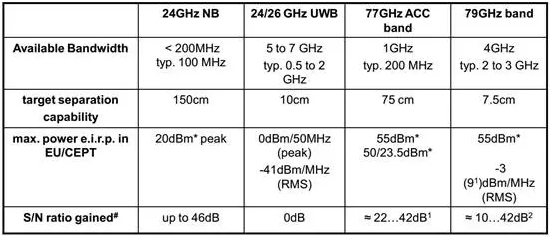 24GHz NB 24/26 GHz UWB 77GHz ACC band 79GHz band
Available Bandwidth
< 200MHz
typ. 100 MHz
5 to 7 GHz
typ. 0.5 to 2
GHz
1GHz
typ. 200 MHz
4GHz
typ. 2 to 3 GHz
target separation
capability
150cm
10cm
75 cm
7.5cm
max. power e.i.r.p. in
EU/CEPT
20dBm* peak
0dBm/50MHz
(peak)
-41dBm/MHz
(RMS)
55dBm*
50/23.5dBm*
55dBm*
-3
(9¹)dBm/MHz
(RMS)
S/N ratio gained#
up to 46dB
0dB
≈ 22…42dB¹
≈ 10…42dB²